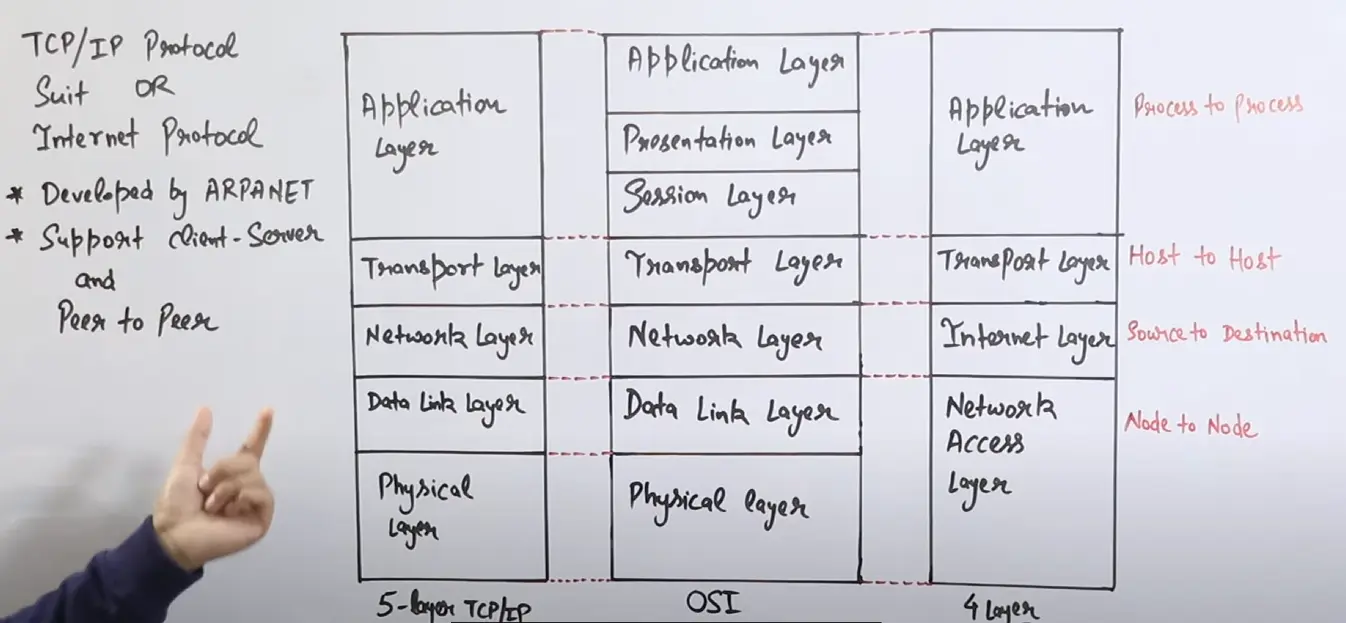 TCP/IP Protocol
Suit OR
Internet Protocol
* Developed by ARPANET
* Support Client-Server
and
Peer to Peer
Application
Layer
Transport Layer
Network Layer
Data Link Layer
Physical
Layer
5-layer TCP/IP
Application Layer
Presentation Layer
Session Layer
Transport Layer
Network Layer
Data Link Layer
Physical layer
OSI
Application
Layer
Transport Layer
Internet Layer
Network
Access
Layer
4 Layer
Process to Process
Host to Host
Source to Destination
Node to Node